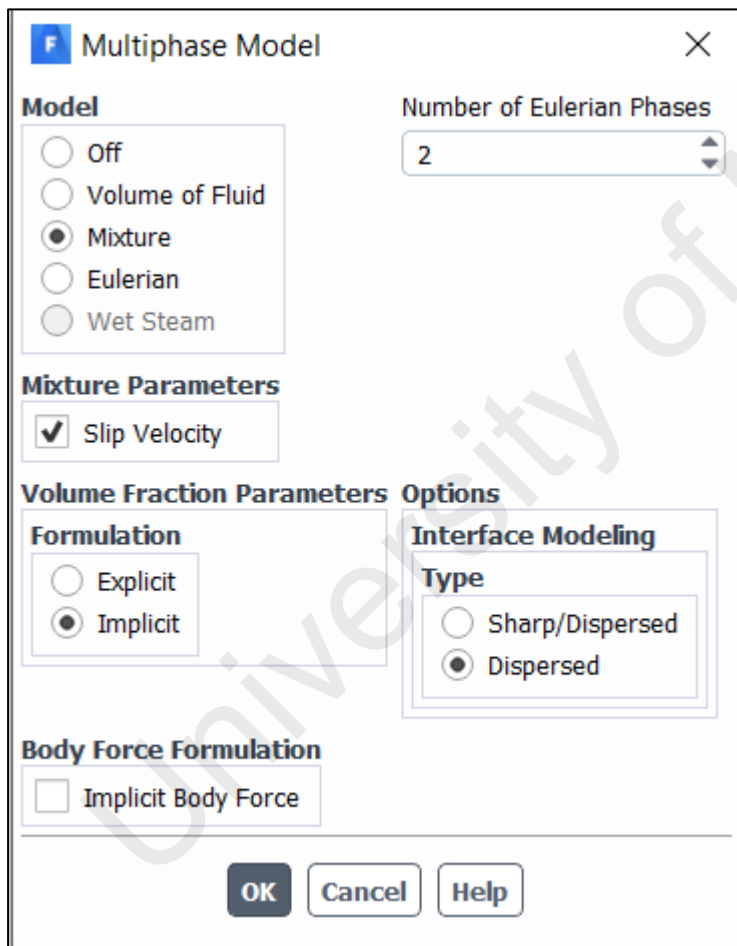 F Multiphase Model
Model
Off
Volume of Fluid
Mixture
Eulerian
Wet Steam
Number of Eulerian Phases
2
Mixture Parameters
Slip Velocity
Volume Fraction Parameters
Formulation
Explicit
Implicit
Options
Interface Modeling
Type
Sharp/Dispersed
Dispersed
Body Force Formulation
Implicit Body Force
OK Cancel Help
University of